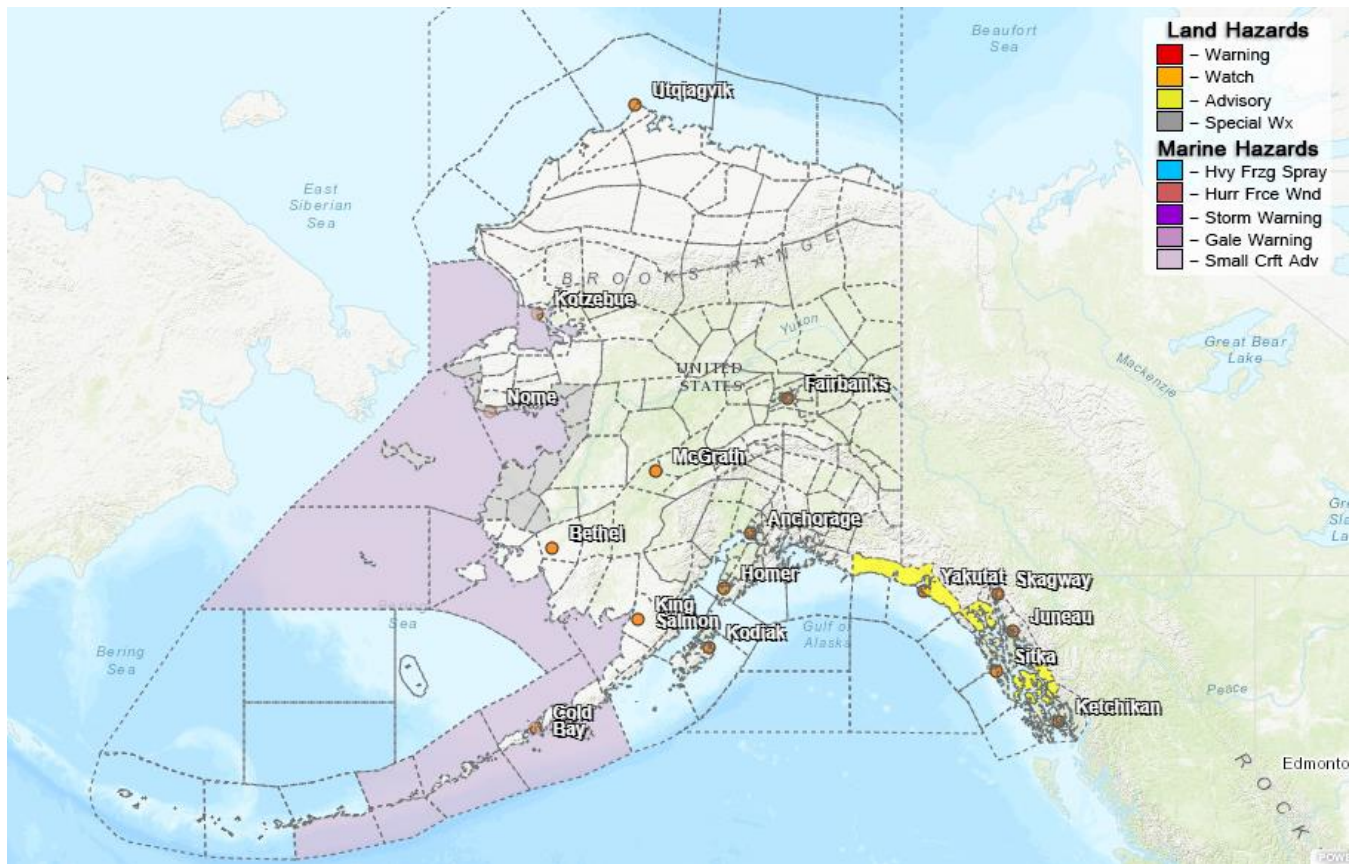 Land Hazards
– Warning
– Watch
– Advisory
– Special Wx
Marine Hazards
– Hvy Frzg Spray
– Hurr Frce Wnd
– Storm Warning
– Gale Warning
– Small Crft Adv
Beaufort
Sea
Utqiagvik
East
Siberian
Sea
BROOKS RANGE
Kotzebue
Yukon
Great Bear
Lake
Mackenzie
UNITED
STATES
Fairbanks
Nome
McGrath
Anchorage
Bethel
Homer
Yakutat
Skagway
King
Salmon
Kodiak
Juneau
Gulf of
Alaska
Sea
Bering
Sea
Sitka
Peace
Ketchikan
Cold
Bay
Edmonto
ROCK
POW